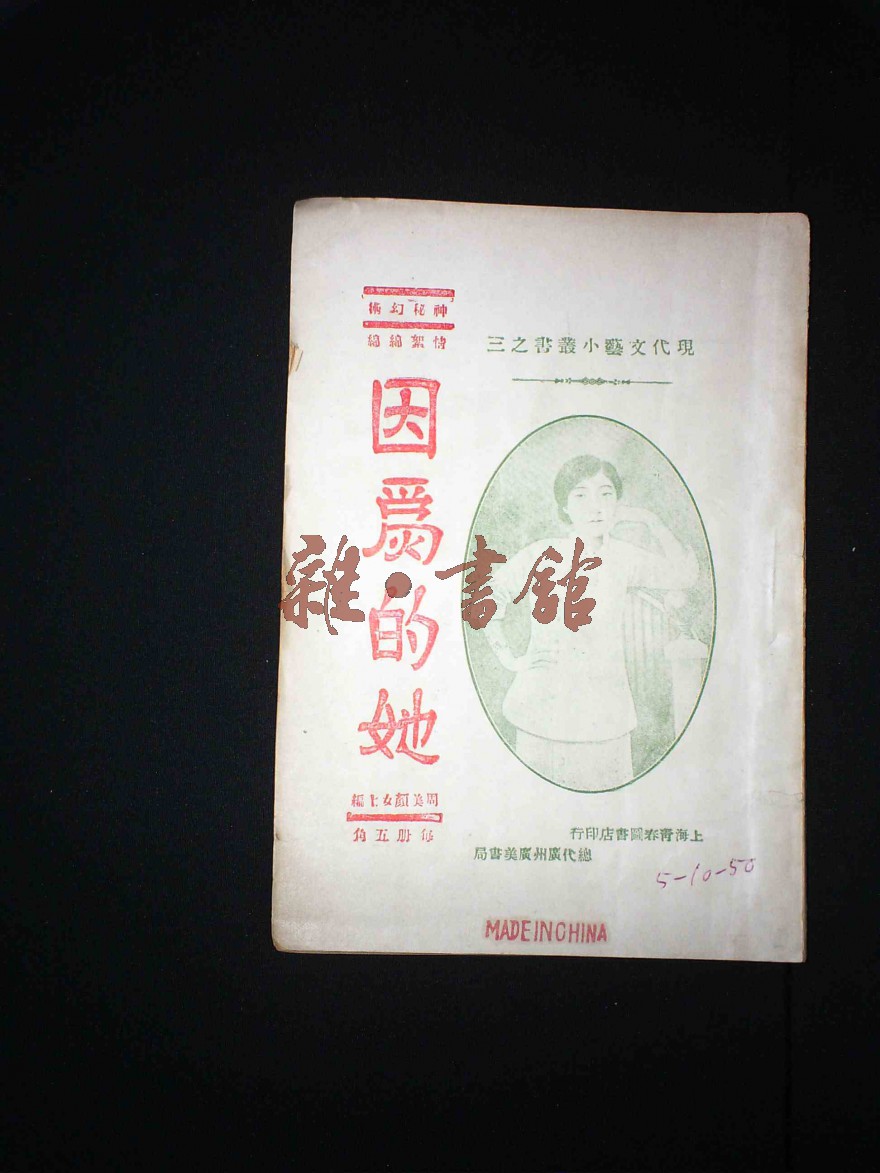 現代文藝小叢書之三
神秘幻術
情絮綿綿
因爲的她
周美顏女士編
每册五角
上海青春圖書店印行
總代廣州廣美書局
5-10-50
MADE IN CHINA
雜·書館